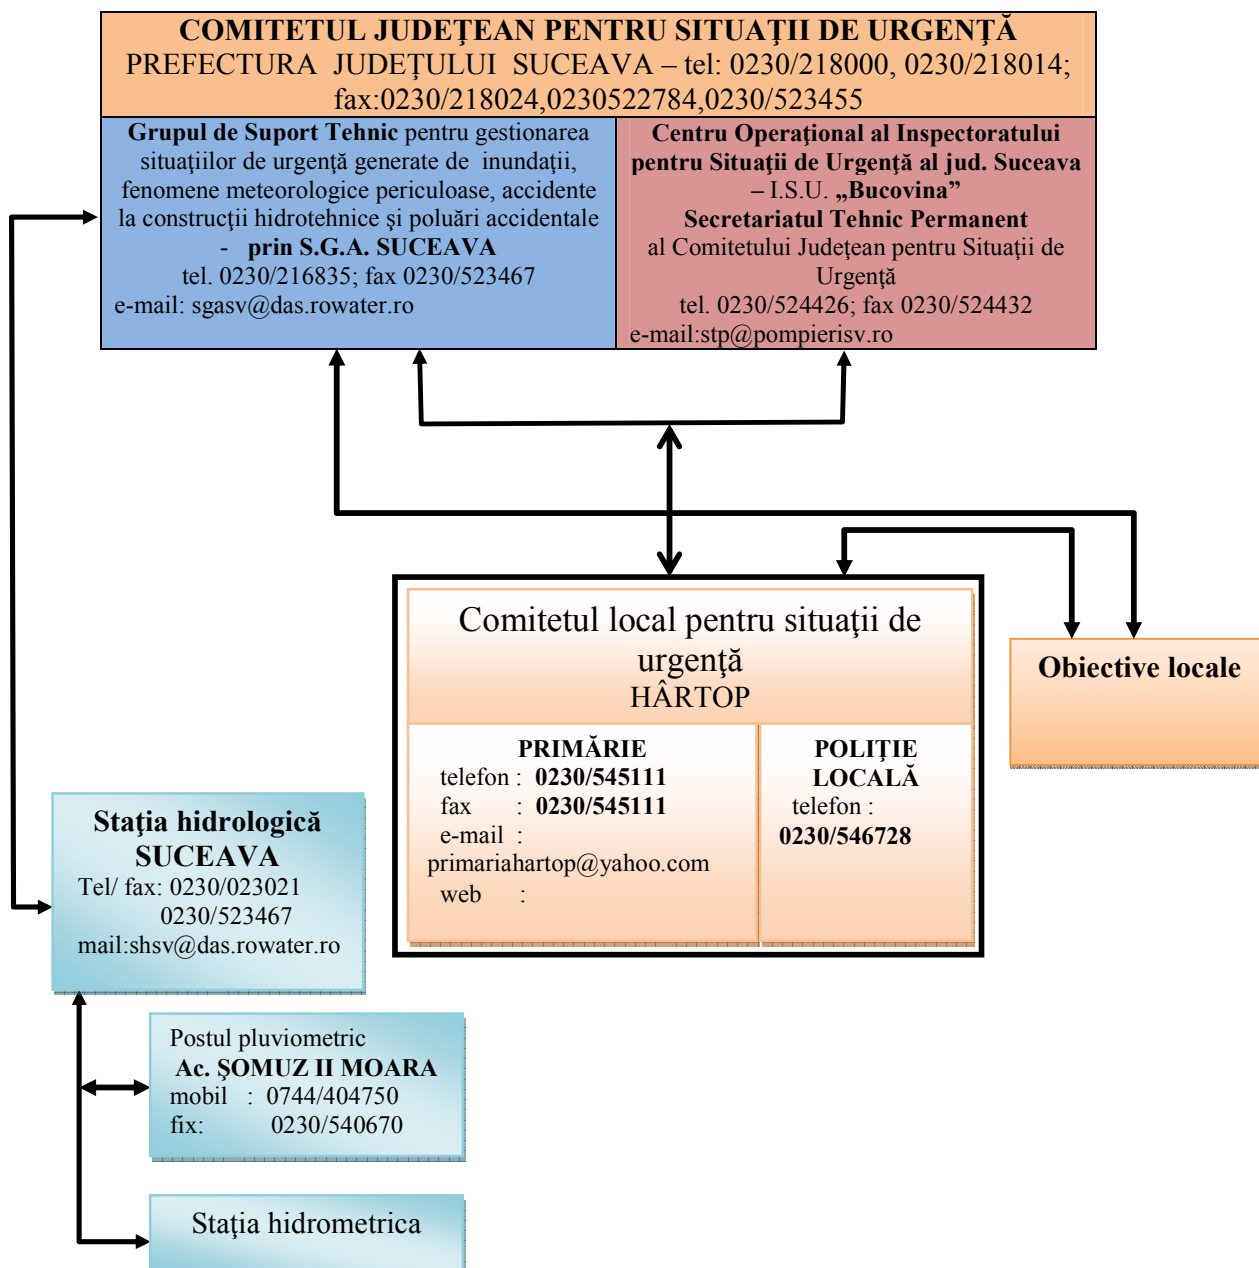 COMITETUL JUDEŢEAN PENTRU SITUAŢII DE URGENŢĂ
PREFECTURA JUDEŢULUI SUCEAVA – tel: 0230/218000, 0230/218014;
fax:0230/218024,0230522784,0230/523455
Grupul de Suport Tehnic pentru gestionarea
situaţiilor de urgenţă generate de inundaţii,
fenomene meteorologice periculoase, accidente
la construcţii hidrotehnice şi poluări accidentale
- prin S.G.A. SUCEAVA
tel. 0230/216835; fax 0230/523467
e-mail: sgasv@das.rowater.ro
Centru Operaţional al Inspectoratului
pentru Situaţii de Urgenţă al jud. Suceava
– I.S.U. „Bucovina”
Secretariatul Tehnic Permanent
al Comitetului Judeţean pentru Situaţii de
Urgenţă
tel. 0230/524426; fax 0230/524432
e-mail:stp@pompierisv.ro
Comitetul local pentru situaţii de
urgenţă
HÂRTOP
PRIMĂRIE
telefon : 0230/545111
fax : 0230/545111
e-mail :
primariahartop@yahoo.com
web :
POLIŢIE
LOCALĂ
telefon :
0230/546728
Obiective locale
Staţia hidrologică
SUCEAVA
Tel/ fax: 0230/023021
0230/523467
mail:shsv@das.rowater.ro
Postul pluviometric
Ac. ŞOMUZ II MOARA
mobil : 0744/404750
fix: 0230/540670
Staţia hidrometrica